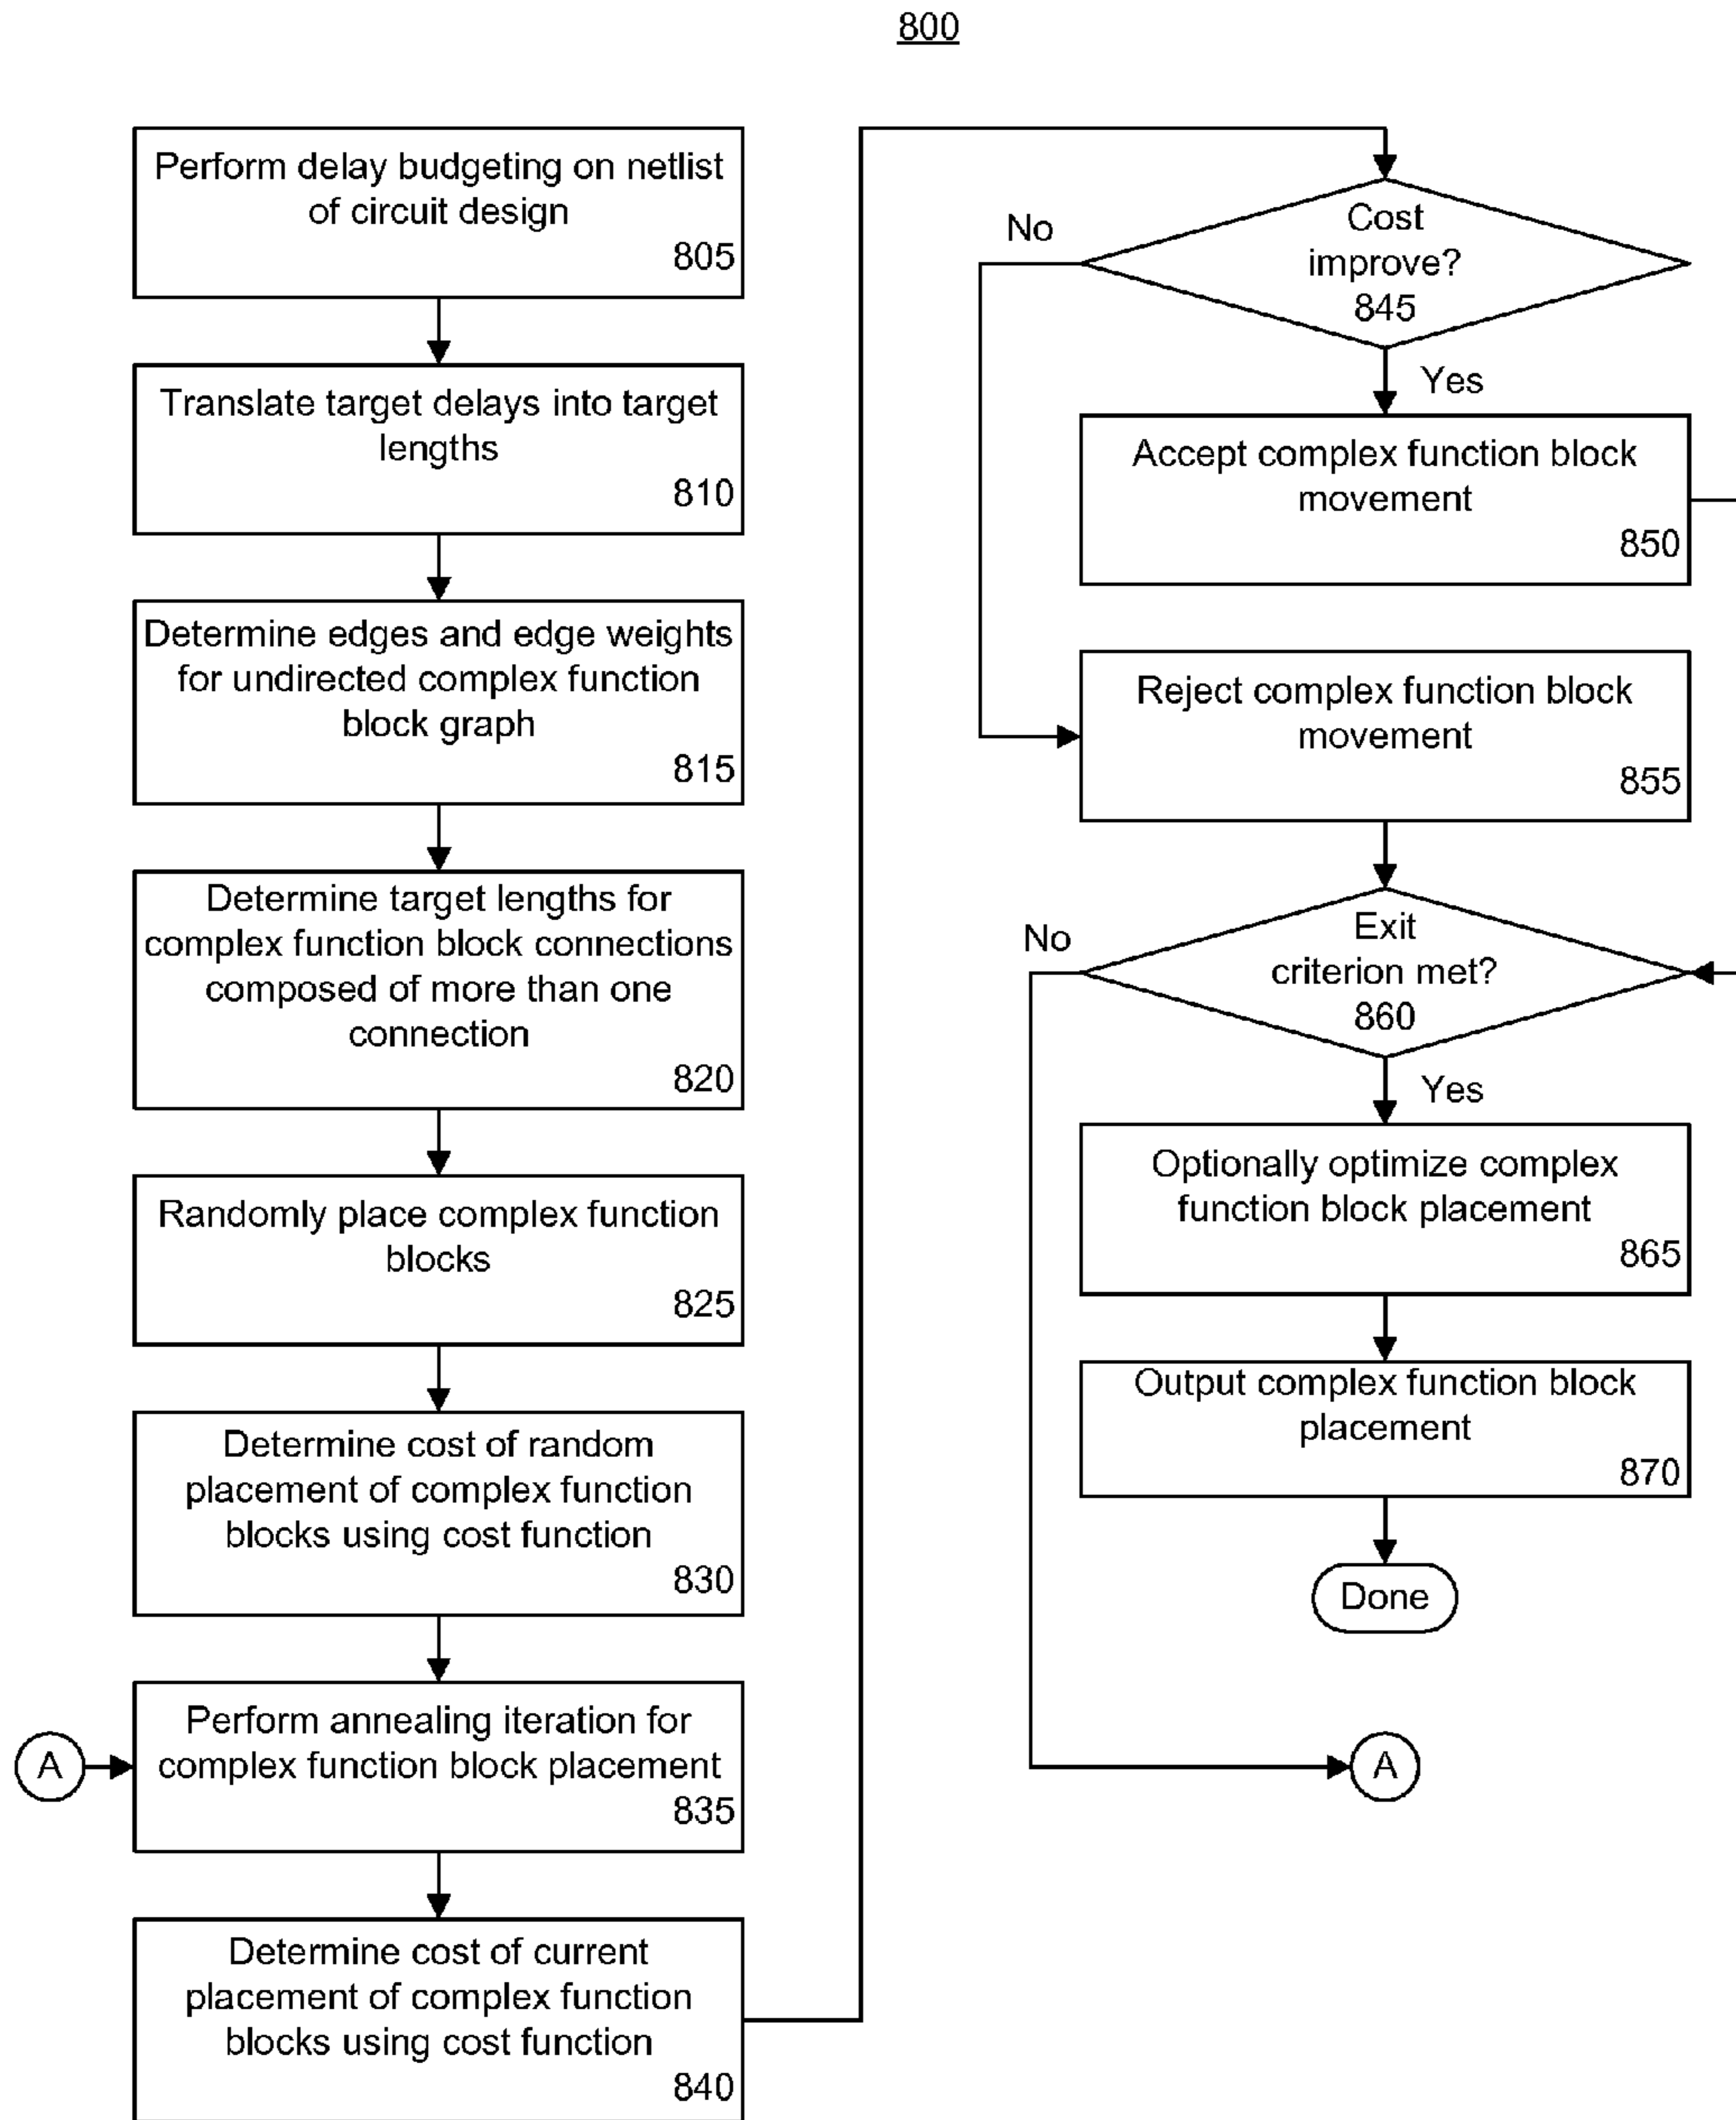 800
Perform delay budgeting on netlist
of circuit design
805
Translate target delays into target
lengths
810
Determine edges and edge weights
for undirected complex function
block graph
815
Determine target lengths for
complex function block connections
composed of more than one
connection
820
Randomly place complex function
blocks
825
Determine cost of random
placement of complex function
blocks using cost function
830
A
Perform annealing iteration for
complex function block placement
835
Determine cost of current
placement of complex function
blocks using cost function
840
Cost
improve?
845
No
Yes
Accept complex function block
movement
850
Reject complex function block
movement
855
Exit
criterion met?
860
No
Yes
Optionally optimize complex
function block placement
865
Output complex function block
placement
870
Done
A